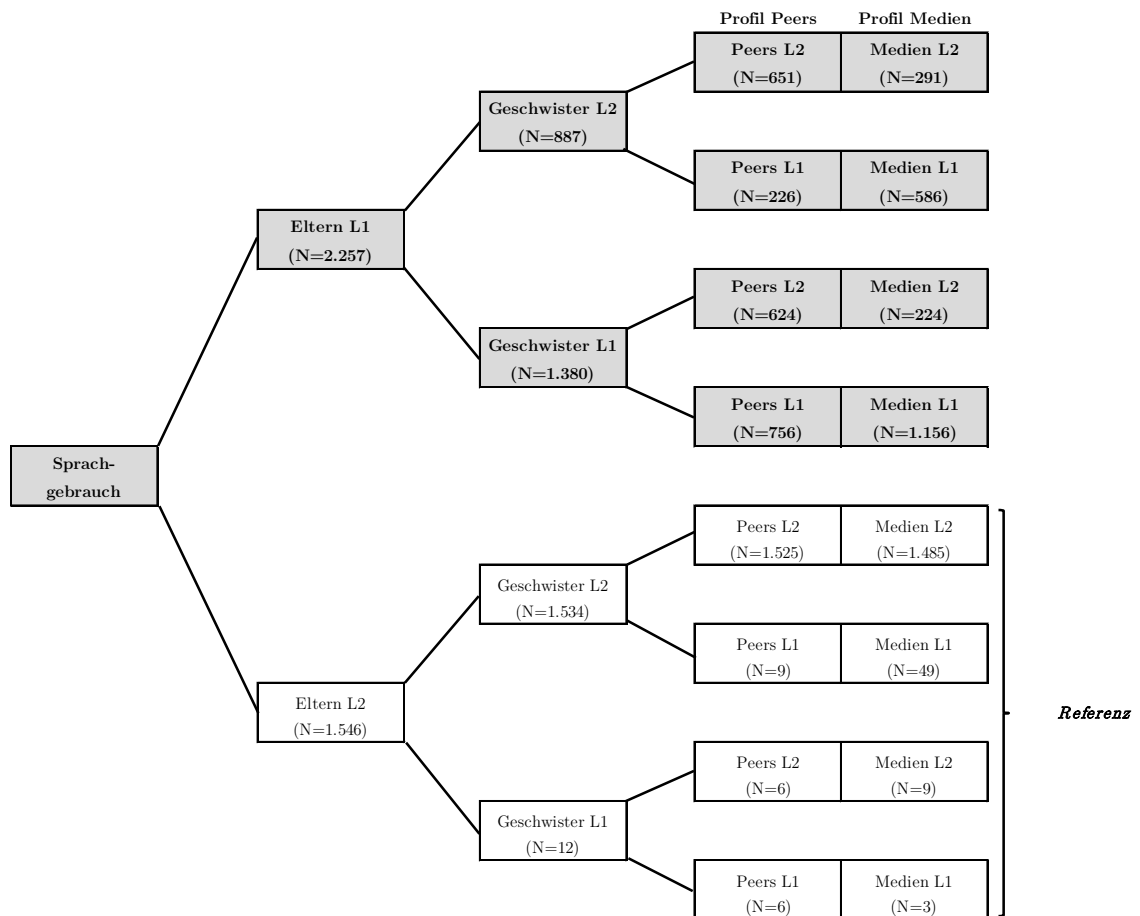 Profil Peers Profil Medien
Peers L2 Medien L2
(N=651) (N=291)
Geschwister L2
(N=887)
Peers L1 Medien L1
(N=226) (N=586)
Eltern L1
(N=2.257)
Peers L2 Medien L2
(N=624) (N=224)
Geschwister L1
(N=1.380)
Peers L1 Medien L1
(N=756) (N=1.156)
Sprach-
gebrauch
Peers L2 Medien L2
(N=1.525) (N=1.485)
Geschwister L2
(N=1.534)
Peers L1 Medien L1
(N=9) (N=49)
Eltern L2
(N=1.546)
Referenz
Peers L2 Medien L2
(N=6) (N=9)
Geschwister L1
(N=12)
Peers L1 Medien L1
(N=6) (N=3)